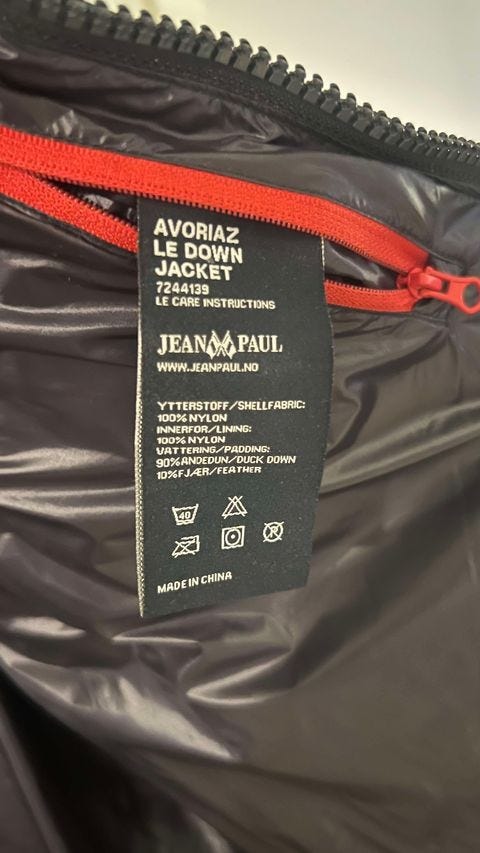 AVORIAZ
LE DOWN
JACKET
7244139
LE CARE INSTRUCTIONS
JEAN PAUL
WWW.JEANPAUL.NO
YTTERSTOFF/SHELLFABRIC:
100% NYLON
INNERFOR/LINING:
100% NYLON
VATTERING/PADDING:
90%ANDEDUN/DUCK DOWN
10%FJÆR/FEATHER
40
P
MADE IN CHINA